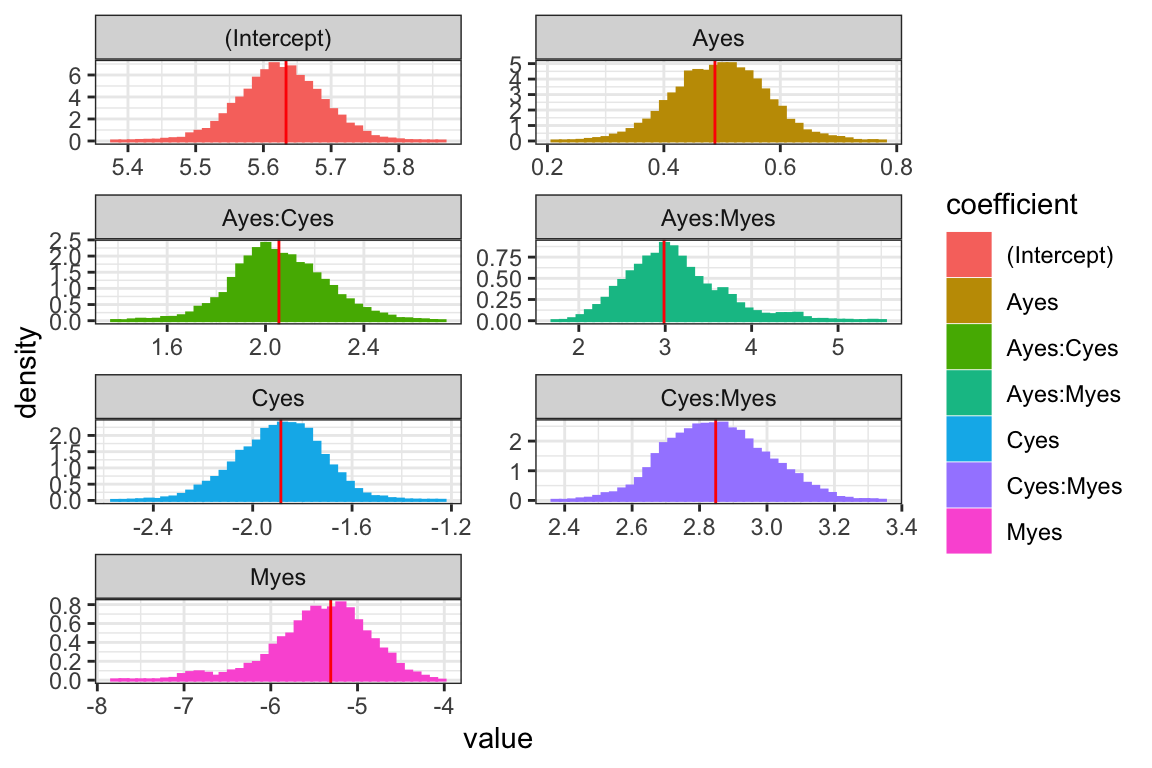 (Intercept)
6
4
2
0
5.4 5.5 5.6 5.7 5.8
Ayes
5
4
3
2
1
0
0.2 0.4 0.6 0.8
Ayes:Cyes
2.5
2.0
1.5
1.0
0.5
0.0
1.6 2.0 2.4
Ayes:Myes
0.75
0.50
0.25
0.00
2 3 4 5
Cyes
2.0
1.5
1.0
0.5
0.0
-2.4 -2.0 -1.6 -1.2
Cyes:Myes
2
1
0
2.4 2.6 2.8 3.0 3.2 3.4
Myes
0.8
0.6
0.4
0.2
0.0
-8 -7 -6 -5 -4
density
value
coefficient
(Intercept)
Ayes
Ayes:Cyes
Ayes:Myes
Cyes
Cyes:Myes
Myes